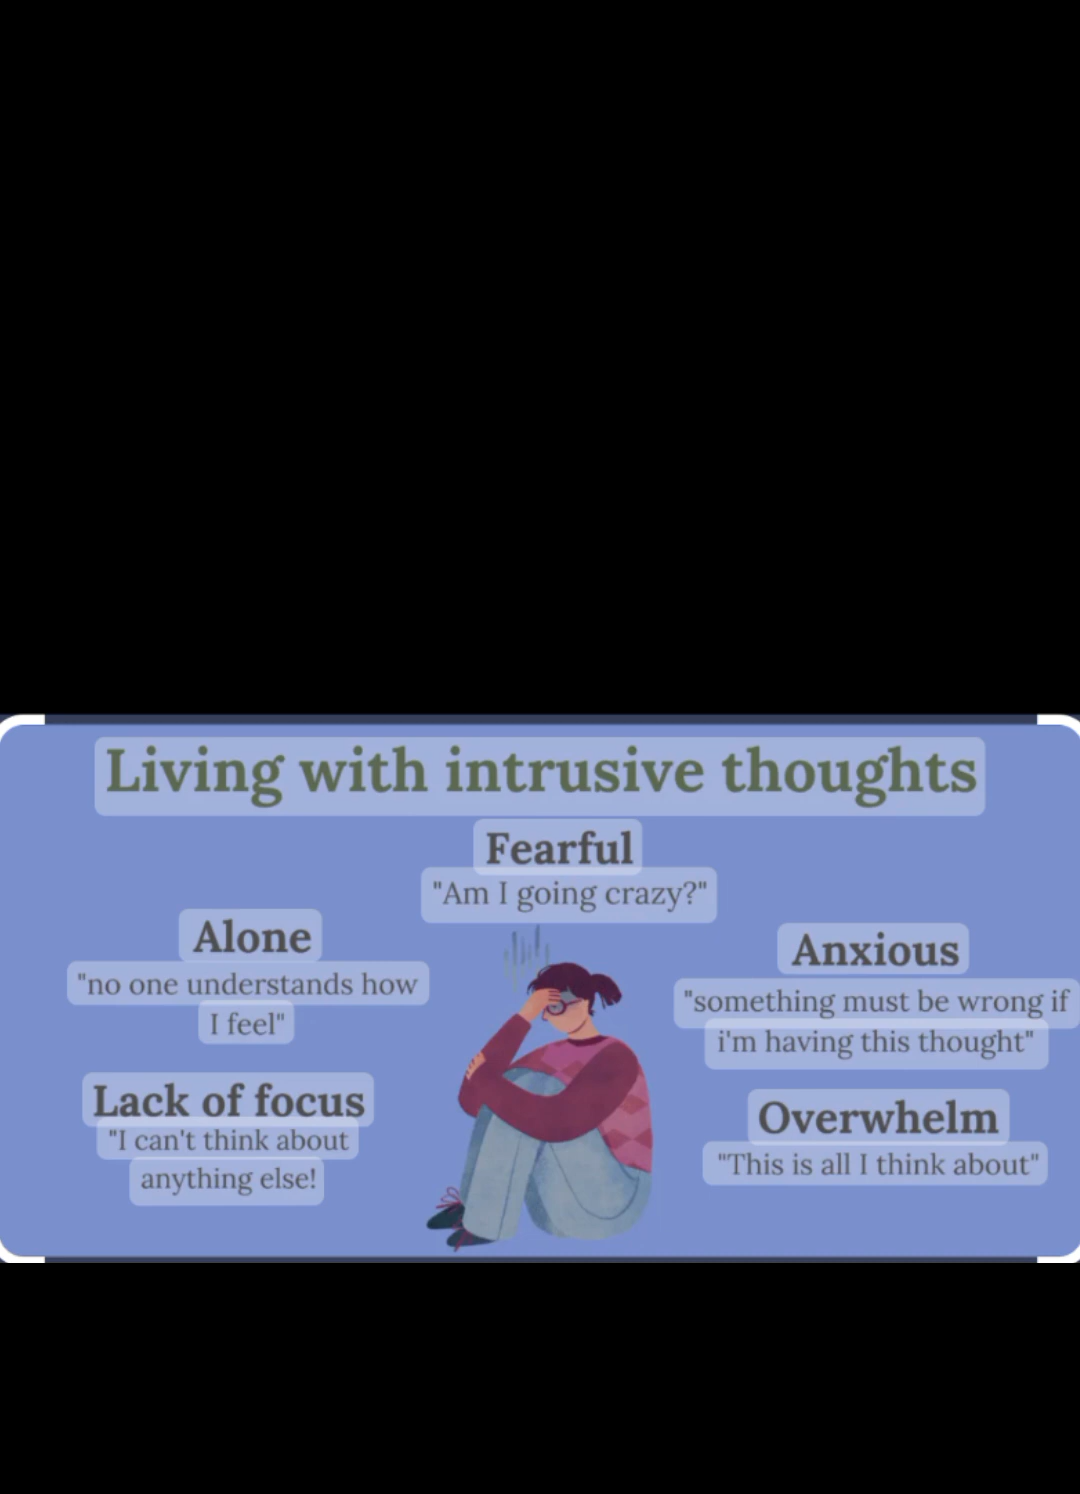 Living with intrusive thoughts
Fearful
"Am I going crazy?"
Alone
"no one understands how
I feel"
Anxious
"something must be wrong if
i'm having this thought"
Lack of focus
"I can't think about
anything else!
Overwhelm
"This is all I think about"